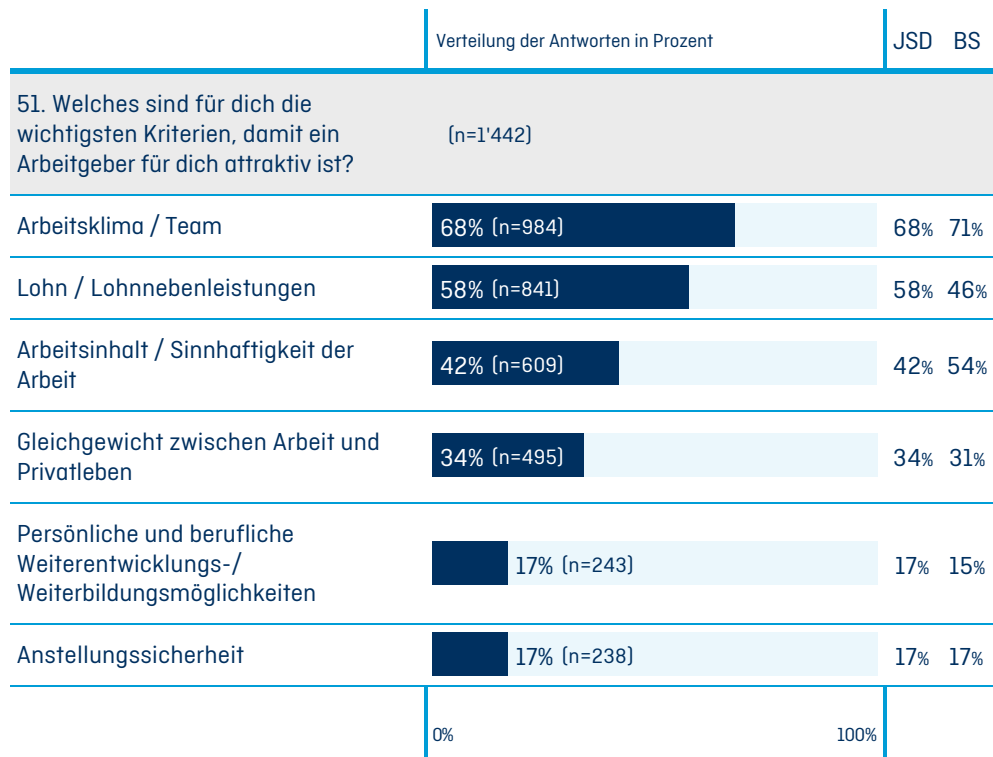 Verteilung der Antworten in Prozent JSD BS
51. Welches sind für dich die
wichtigsten Kriterien, damit ein
Arbeitgeber für dich attraktiv ist?
(n=1'442)
Arbeitsklima / Team 68% (n=984) 68% 71%
Lohn / Lohnnebenleistungen 58% (n=841) 58% 46%
Arbeitsinhalt / Sinnhaftigkeit der
Arbeit
42% (n=609) 42% 54%
Gleichgewicht zwischen Arbeit und
Privatleben
34% (n=495) 34% 31%
Persönliche und berufliche
Weiterentwicklungs-/
Weiterbildungsmöglichkeiten
17% (n=243) 17% 15%
Anstellungssicherheit 17% (n=238) 17% 17%
0% 100%